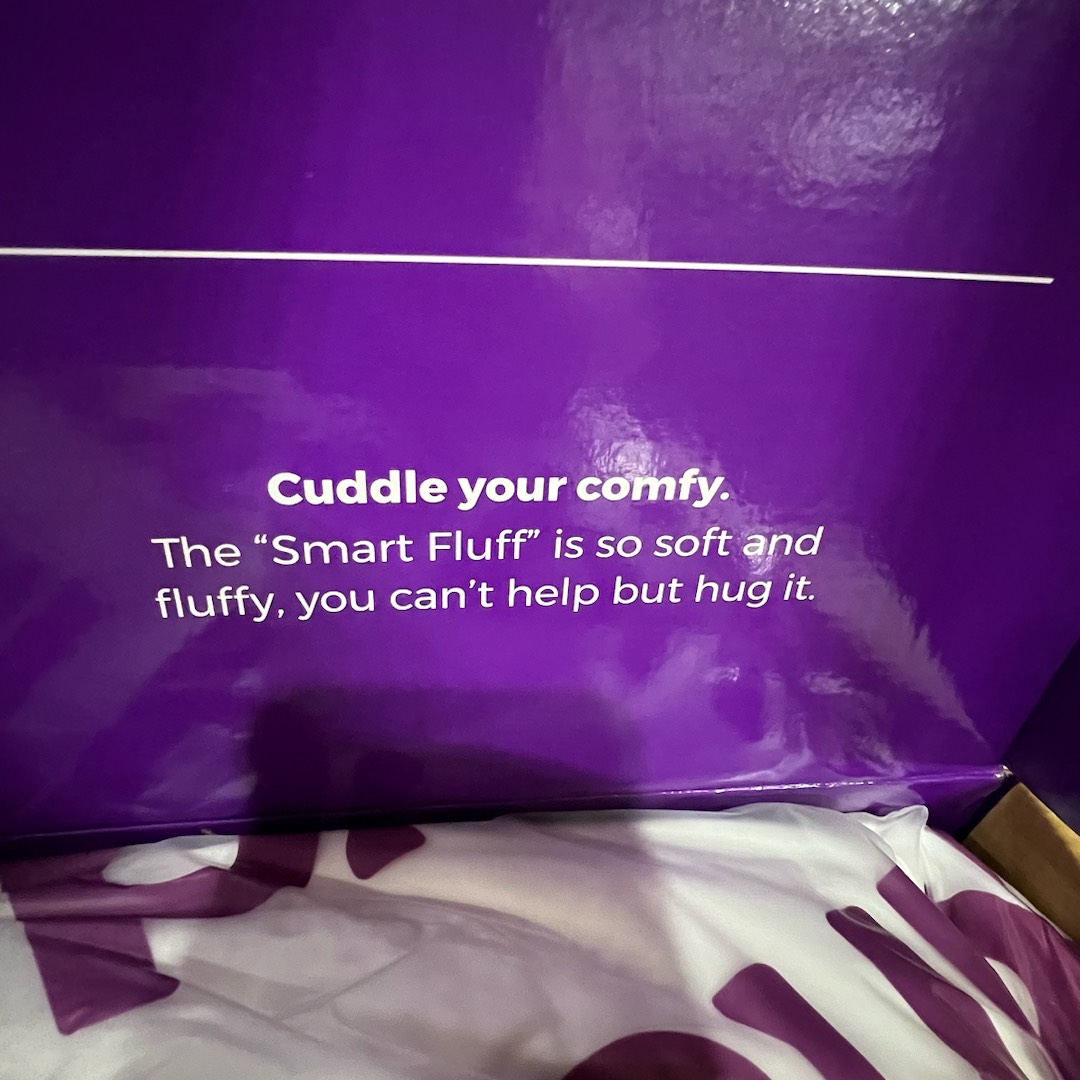 Cuddle your comfy.
The “Smart Fluff” is so soft and
fluffy, you can’t help but hug it.